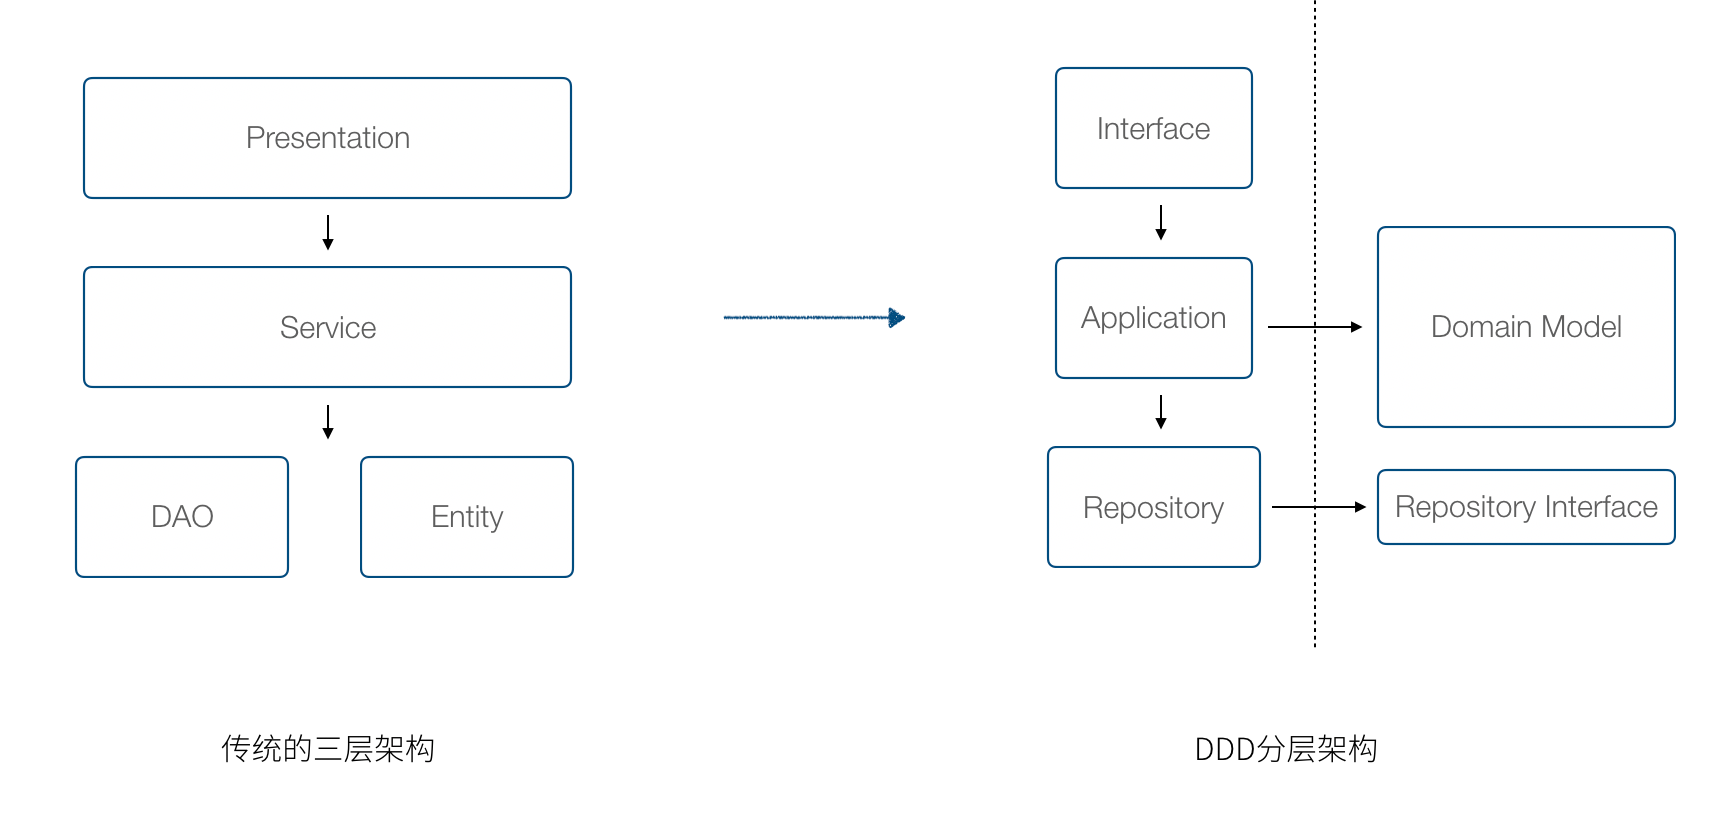 Presentation
Service
DAO
Entity
传统的三层架构
Interface
Application
Domain Model
Repository
Repository Interface
DDD分层架构